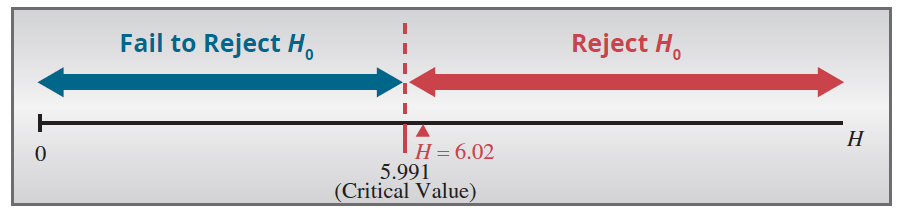 Fail to Reject H₀
Reject H₀
H
0
H = 6.02
5.991
(Critical Value)